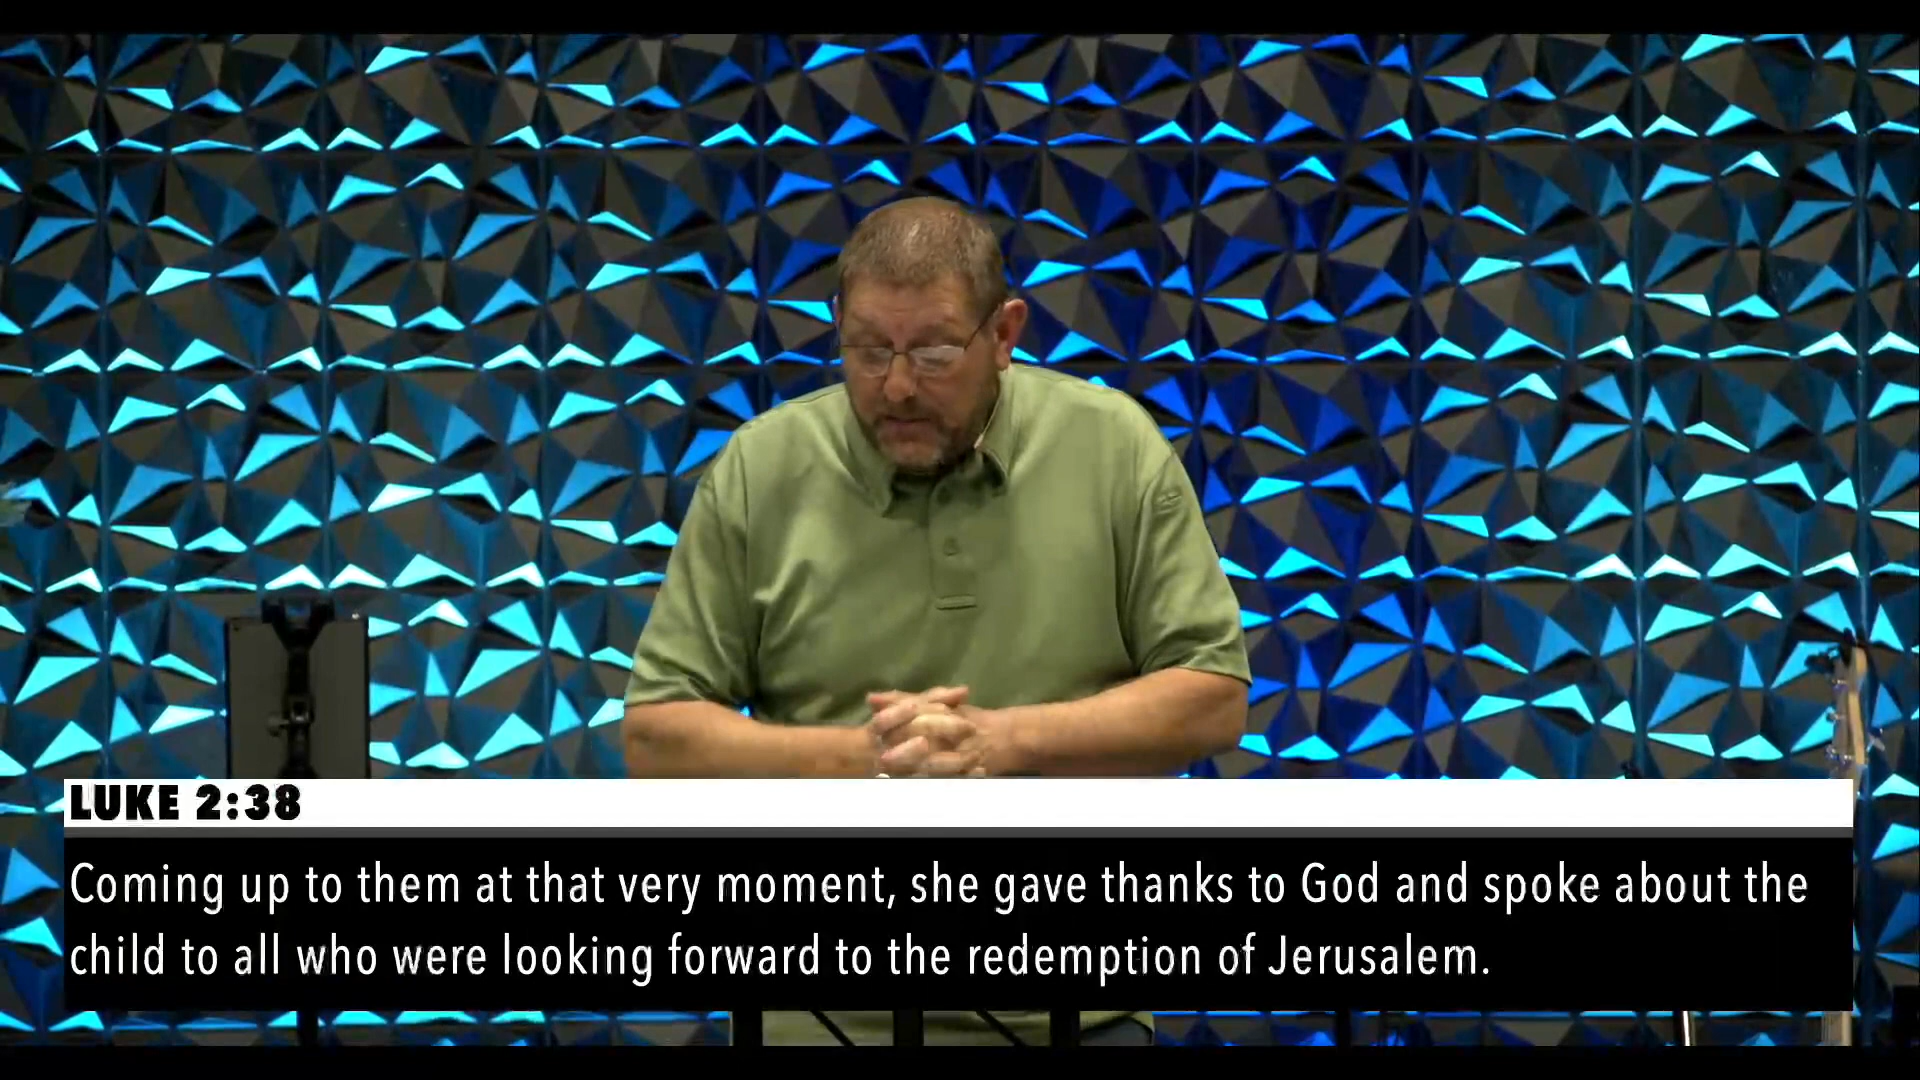 LUKE 2:38
Coming up to them at that very moment, she gave thanks to God and spoke about the
child to all who were looking forward to the redemption of Jerusalem.